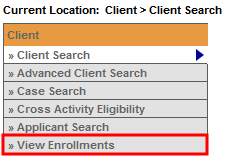 Current Location: Client > Client Search
Client
» Client Search
» Advanced Client Search
» Case Search
» Cross Activity Eligibility
» Applicant Search
» View Enrollments